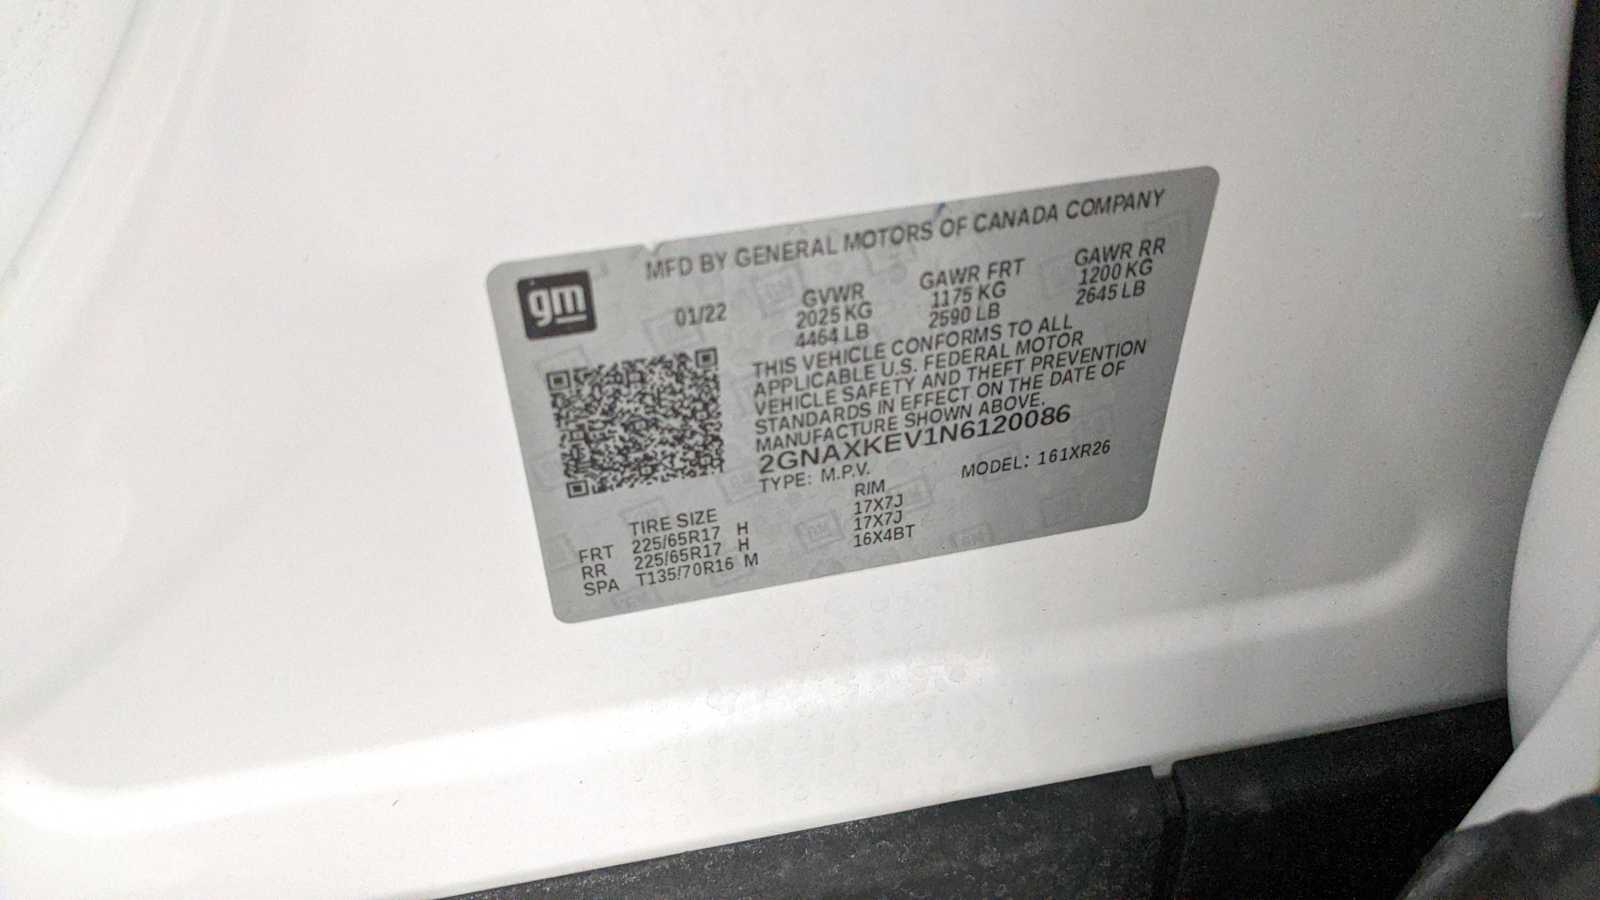 gm
MFD BY GENERAL MOTORS OF CANADA COMPANY
01/22
GVWR
2025 KG
4464 LB
GAWR FRT
1175 KG
2590 LB
GAWR RR
1200 KG
2645 LB
THIS VEHICLE CONFORMS TO ALL
APPLICABLE U.S. FEDERAL MOTOR
VEHICLE SAFETY AND THEFT PREVENTION
STANDARDS IN EFFECT ON THE DATE OF
MANUFACTURE SHOWN ABOVE.
2GNAXKEV1N6120086
TYPE: M.P.V. MODEL: 161XR26
TIRE SIZE RIM
FRT 225/65R17 H 17X7J
RR 225/65R17 H 17X7J
SPA T135/70R16 M 16X4BT